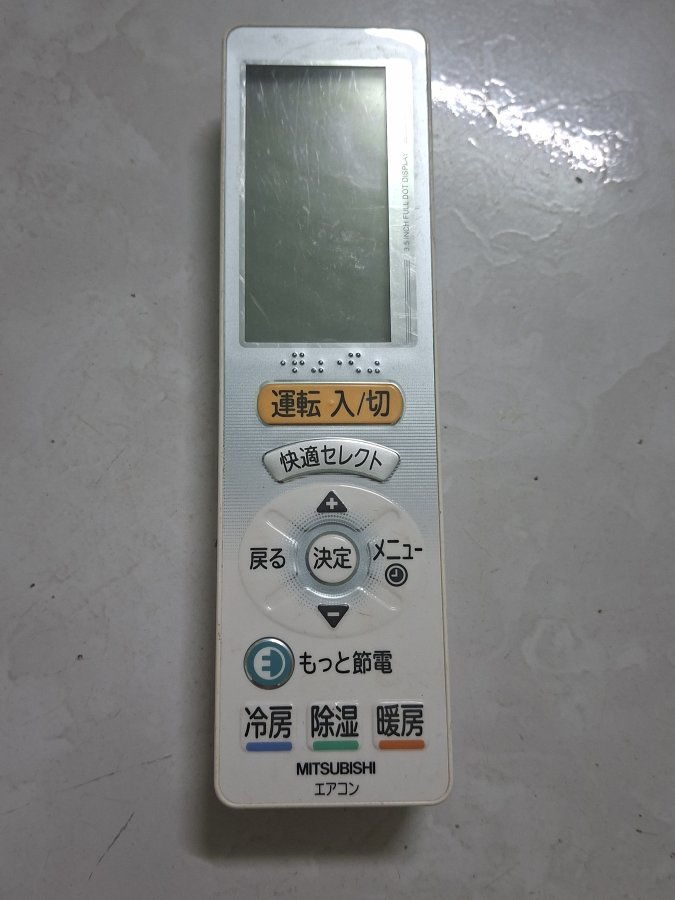 3.5 INCH FULL DOT DISPLAY
運転 入/切
快適セレクト
+
戻る
決定
メニュー
-
E もっと節電
冷房 除湿 暖房
MITSUBISHI
エアコン